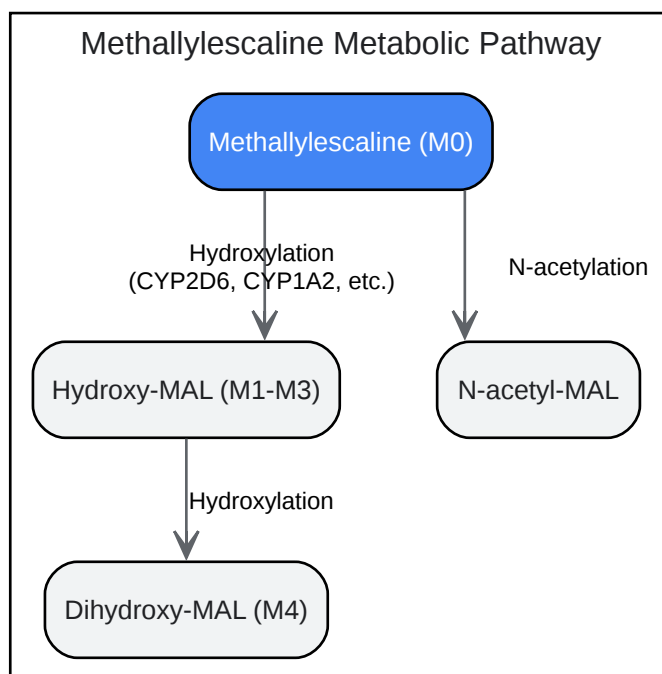 Methallylescaline Metabolic Pathway
Methallylescaline (M0)
Hydroxylation
(CYP2D6, CYP1A2, etc.)
N-acetylation
Hydroxy-MAL (M1-M3)
N-acetyl-MAL
Hydroxylation
Dihydroxy-MAL (M4)